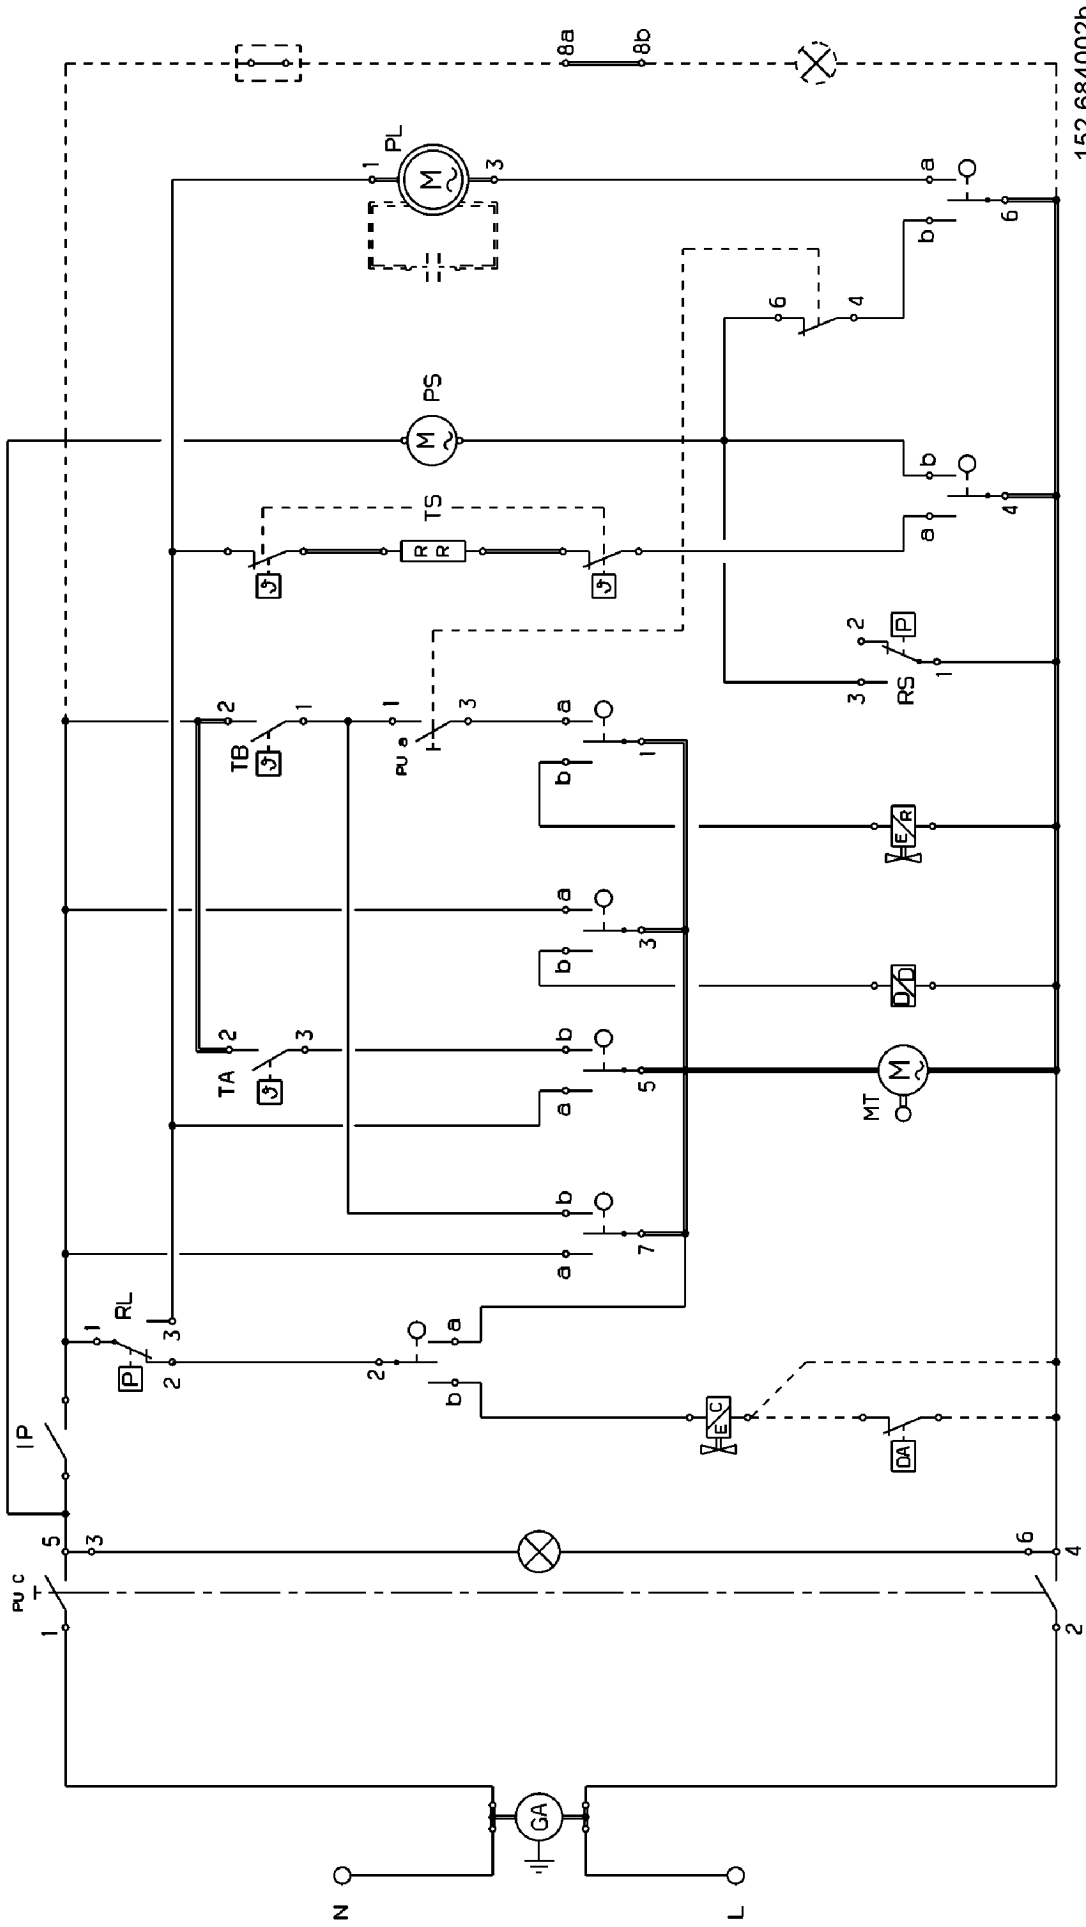 PU C
IP
1
5
3
1
RL
P
2
3
TA
2
TB
2
ϑ
3
ϑ
1
ϑ
N
2
PU a
1
TS
PS
1
PL
R R
M
M
b
a
3
3
GA
a
b
a
b
b
a
b
a
8a
ϑ
7
5
3
1
8b
E C
L
6
4
3
2
MT
RS
DA
M
D/D
E/R
P
a
b
b
a
1
4
6
6
2
4
152.684002b